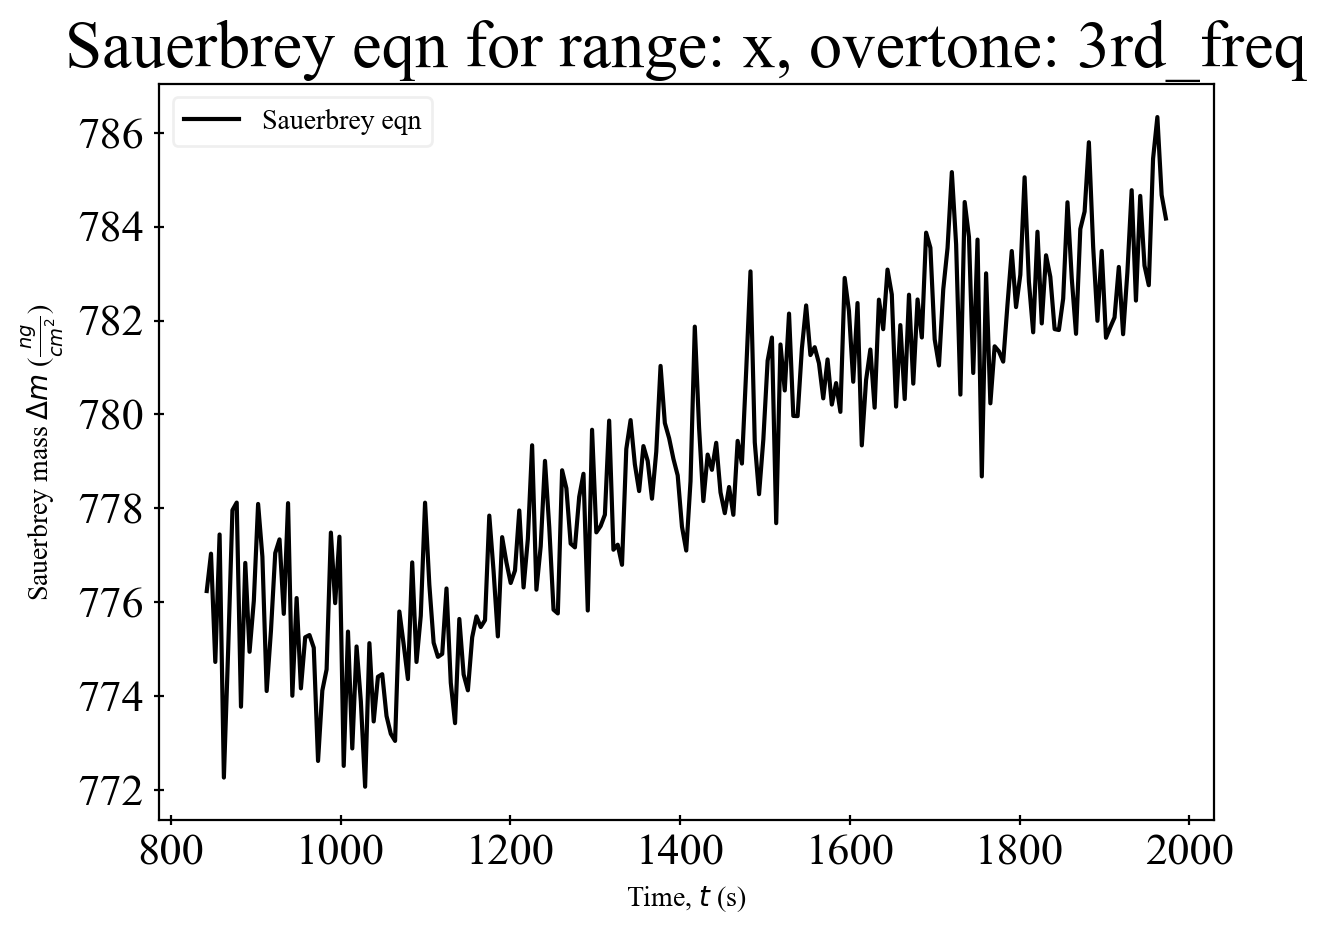 Sauerbrey eqn for range: x, overtone: 3rd_freq
Sauerbrey eqn
786
784
782
780
778
776
774
772
Sauerbrey mass Δm (ng/cm²)
800 1000 1200 1400 1600 1800 2000
Time, t (s)